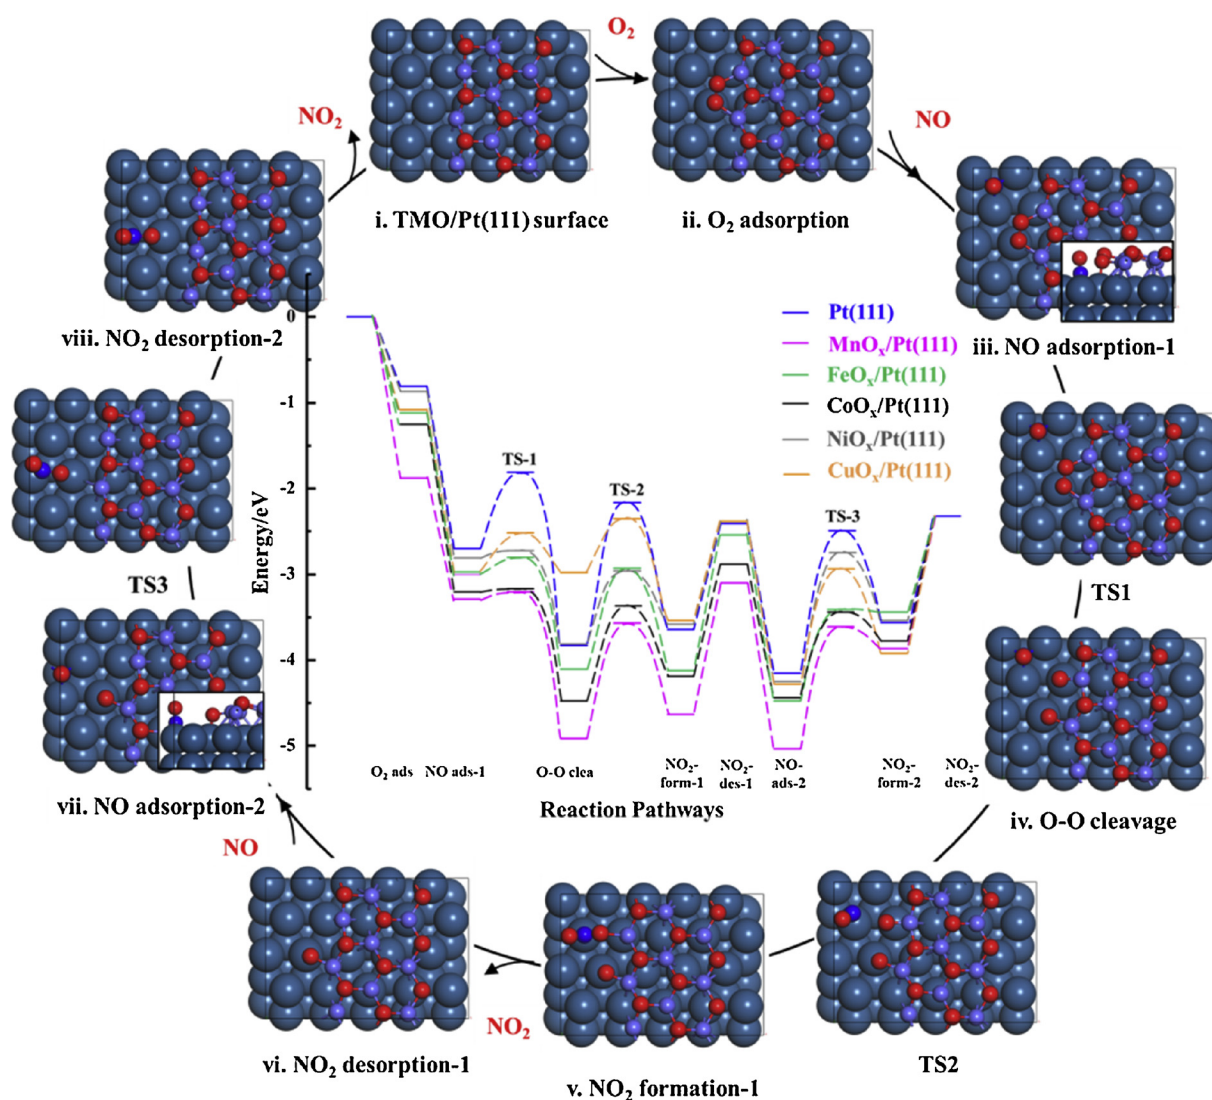 O2
NO2
NO
i. TMO/Pt(111) surface
ii. O2 adsorption
viii. NO2 desorption-2
iii. NO adsorption-1
0
-1
-2
-3
-4
-5
Energy/eV
Pt(111)
MnOx/Pt(111)
FeOx/Pt(111)
CoOx/Pt(111)
NiOx/Pt(111)
CuOx/Pt(111)
TS-1
TS-2
TS-3
TS3
TS1
O2 ads
NO ads-1
O-O clea
NO2-
form-1
NO2-
des-1
NO-
ads-2
NO2-
form-2
NO2-
des-2
Reaction Pathways
vii. NO adsorption-2
iv. O-O cleavage
NO
NO2
vi. NO2 desorption-1
v. NO2 formation-1
TS2